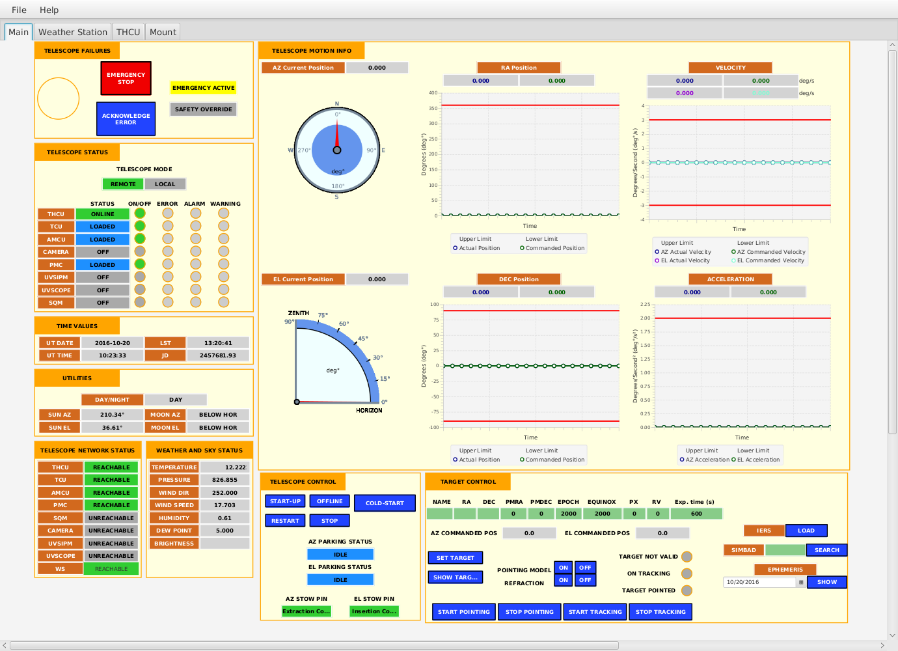 File Help
Main Weather Station THCU Mount
TELESCOPE FAILURES
EMERGENCY STOP
EMERGENCY ACTIVE
ACKNOWLEDGE ERROR
SAFETY OVERRIDE
TELESCOPE STATUS
TELESCOPE MODE
REMOTE LOCAL
STATUS ON/OFF ERROR ALARM WARNING
THCU ONLINE
TCU LOADED
AMCU LOADED
CAMERA OFF
PMC LOADED
UVSIPM OFF
UVSCOPE OFF
SQM OFF
TIME VALUES
UT DATE 2016-10-20 LST 13:20:41
UT TIME 10:23:33 JD 2457681.93
UTILITIES
DAY/NIGHT DAY
SUN AZ 210.34° MOON AZ BELOW HOR
SUN EL 36.61° MOON EL BELOW HOR
TELESCOPE NETWORK STATUS
THCU REACHABLE
TCU REACHABLE
AMCU REACHABLE
PMC REACHABLE
SQM UNREACHABLE
CAMERA UNREACHABLE
UVSIPM UNREACHABLE
UVSCOPE UNREACHABLE
WS REACHABLE
WEATHER AND SKY STATUS
TEMPERATURE 12.222
PRESSURE 826.855
WIND DIR 252.000
WIND SPEED 17.703
HUMIDITY 0.61
DEW POINT 5.000
BRIGHTNESS
TELESCOPE MOTION INFO
AZ Current Position 0.000
N
0°
W 270° 90° E
deg°
180°
S
RA Position
0.000 0.000
Degrees (deg°)
400
350
300
250
200
150
100
50
0
Time
Upper Limit Lower Limit
Actual Position Commanded Position
VELOCITY
0.000 0.000 deg/s
0.000 deg/s
Degrees/Second (deg°/s)
4
3
2
1
0
-1
-2
-3
-4
Time
Upper Limit Lower Limit
AZ Actual Velocity AZ Commanded Velocity
EL Actual Velocity EL Commanded Velocity
EL Current Position 0.000
ZENITH
90° 75° 60° 45° 30° 15° 0°
deg°
HORIZON
DEC Position
0.000 0.000
Degrees (deg°)
100
75
50
25
0
-25
-50
-75
-100
Time
Upper Limit Lower Limit
Actual Position Commanded Position
ACCELERATION
0.000 0.000
Degrees/Second² (deg°/s²)
2.25
2.00
1.75
1.50
1.25
1.00
0.75
0.50
0.25
0.00
Time
Upper Limit Lower Limit
AZ Acceleration EL Acceleration
TELESCOPE CONTROL
START-UP OFFLINE COLD-START
RESTART STOP
AZ PARKING STATUS
IDLE
EL PARKING STATUS
IDLE
AZ STOW PIN EL STOW PIN
Extraction Co... Insertion Co...
TARGET CONTROL
NAME RA DEC PMRA PMDEC EPOCH EQUINOX PX RV Exp. time (s)
0 0 2000 2000 0 0 600
AZ COMMANDED POS 0.0 EL COMMANDED POS 0.0
IERS LOAD
SIMBAD SEARCH
EPHEMERIS
10/20/2016 SHOW
SET TARGET
SHOW TARG...
POINTING MODEL ON OFF
REFRACTION ON OFF
TARGET NOT VALID
ON TRACKING
TARGET POINTED
START POINTING STOP POINTING START TRACKING STOP TRACKING